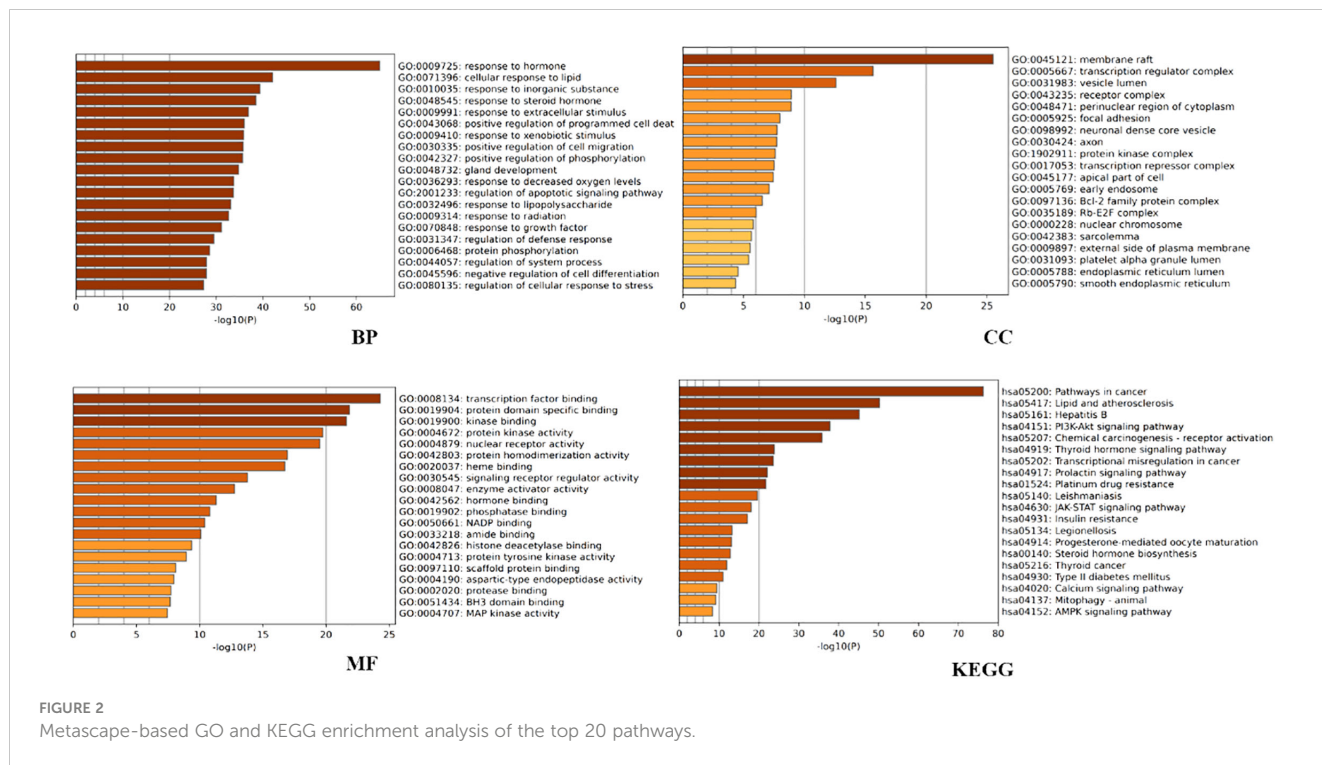 GO:0009725: response to hormone
GO:0071396: cellular response to lipid
GO:0010035: response to inorganic substance
GO:0048545: response to steroid hormone
GO:0009991: response to extracellular stimulus
GO:0043068: positive regulation of programmed cell deat
GO:0009410: response to xenobiotic stimulus
GO:0030335: positive regulation of cell migration
GO:0042327: positive regulation of phosphorylation
GO:0048732: gland development
GO:0036293: response to decreased oxygen levels
GO:2001233: regulation of apoptotic signaling pathway
GO:0032496: response to lipopolysaccharide
GO:0009314: response to radiation
GO:0070848: response to growth factor
GO:0031347: regulation of defense response
GO:0006468: protein phosphorylation
GO:0044057: regulation of system process
GO:0045596: negative regulation of cell differentiation
GO:0080135: regulation of cellular response to stress
0 10 20 30 40 50 60
-log10(P)
BP
GO:0045121: membrane raft
GO:0005667: transcription regulator complex
GO:0031983: vesicle lumen
GO:0043235: receptor complex
GO:0048471: perinuclear region of cytoplasm
GO:0005925: focal adhesion
GO:0098992: neuronal dense core vesicle
GO:0030424: axon
GO:1902911: protein kinase complex
GO:0017053: transcription repressor complex
GO:0045177: apical part of cell
GO:0005769: early endosome
GO:0097136: Bcl-2 family protein complex
GO:0035189: Rb-E2F complex
GO:0000228: nuclear chromosome
GO:0042383: sarcolemma
GO:0009897: external side of plasma membrane
GO:0031093: platelet alpha granule lumen
GO:0005788: endoplasmic reticulum lumen
GO:0005790: smooth endoplasmic reticulum
0 5 10 15 20 25
-log10(P)
CC
GO:0008134: transcription factor binding
GO:0019904: protein domain specific binding
GO:0019900: kinase binding
GO:0004672: protein kinase activity
GO:0004879: nuclear receptor activity
GO:0042803: protein homodimerization activity
GO:0020037: heme binding
GO:0030545: signaling receptor regulator activity
GO:0008047: enzyme activator activity
GO:0042562: hormone binding
GO:0019902: phosphatase binding
GO:0050661: NADP binding
GO:0033218: amide binding
GO:0042826: histone deacetylase binding
GO:0004713: protein tyrosine kinase activity
GO:0097110: scaffold protein binding
GO:0004190: aspartic-type endopeptidase activity
GO:0002020: protease binding
GO:0051434: BH3 domain binding
GO:0004707: MAP kinase activity
0 5 10 15 20 25
-log10(P)
MF
hsa05200: Pathways in cancer
hsa05417: Lipid and atherosclerosis
hsa05161: Hepatitis B
hsa04151: PI3K-Akt signaling pathway
hsa05207: Chemical carcinogenesis - receptor activation
hsa04919: Thyroid hormone signaling pathway
hsa05202: Transcriptional misregulation in cancer
hsa04917: Prolactin signaling pathway
hsa01524: Platinum drug resistance
hsa05140: Leishmaniasis
hsa04630: JAK-STAT signaling pathway
hsa04931: Insulin resistance
hsa05134: Legionellosis
hsa04914: Progesterone-mediated oocyte maturation
hsa00140: Steroid hormone biosynthesis
hsa05216: Thyroid cancer
hsa04930: Type II diabetes mellitus
hsa04020: Calcium signaling pathway
hsa04137: Mitophagy - animal
hsa04152: AMPK signaling pathway
0 10 20 30 40 50 60 70 80
-log10(P)
KEGG
FIGURE 2
Metascape-based GO and KEGG enrichment analysis of the top 20 pathways.